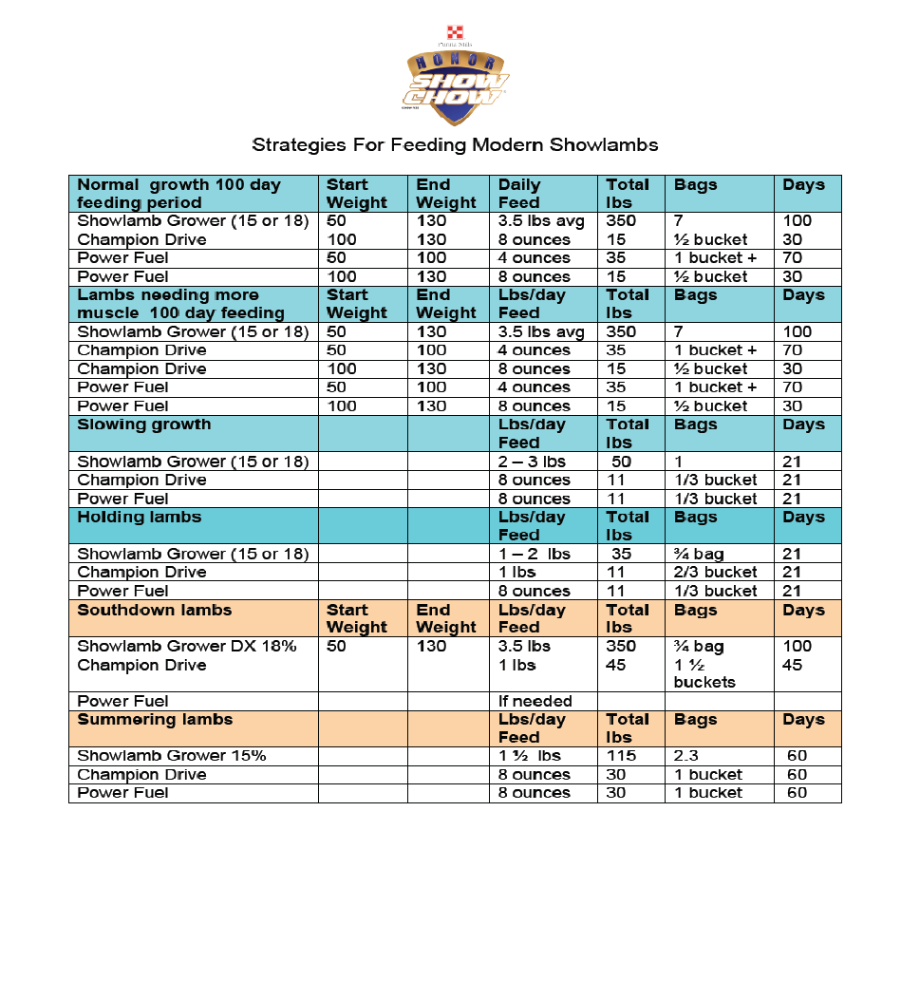 Purina Mills
HONOR
SHOW
CHOW
Strategies For Feeding Modern Showlambs
Normal growth 100 day feeding period Start Weight End Weight Daily Feed Total lbs Bags Days
Showlamb Grower (15 or 18) 50 130 3.5 lbs avg 350 7 100
Champion Drive 100 130 8 ounces 15 ½ bucket 30
Power Fuel 50 100 4 ounces 35 1 bucket + 70
Power Fuel 100 130 8 ounces 15 ½ bucket 30
Lambs needing more muscle 100 day feeding Start Weight End Weight Lbs/day Feed Total lbs Bags Days
Showlamb Grower (15 or 18) 50 130 3.5 lbs avg 350 7 100
Champion Drive 50 100 4 ounces 35 1 bucket + 70
Champion Drive 100 130 8 ounces 15 ½ bucket 30
Power Fuel 50 100 4 ounces 35 1 bucket + 70
Power Fuel 100 130 8 ounces 15 ½ bucket 30
Slowing growth Lbs/day Feed Total lbs Bags Days
Showlamb Grower (15 or 18) 2 – 3 lbs 50 1 21
Champion Drive 8 ounces 11 1/3 bucket 21
Power Fuel 8 ounces 11 1/3 bucket 21
Holding lambs Lbs/day Feed Total lbs Bags Days
Showlamb Grower (15 or 18) 1 – 2 lbs 35 ¾ bag 21
Champion Drive 1 lbs 11 2/3 bucket 21
Power Fuel 8 ounces 11 1/3 bucket 21
Southdown lambs Start Weight End Weight Lbs/day Feed Total lbs Bags Days
Showlamb Grower DX 18% 50 130 3.5 lbs 350 ¾ bag 100
Champion Drive 1 lbs 45 1 ½ buckets 45
Power Fuel If needed
Summering lambs Lbs/day Feed Total lbs Bags Days
Showlamb Grower 15% 1 ½ lbs 115 2.3 60
Champion Drive 8 ounces 30 1 bucket 60
Power Fuel 8 ounces 30 1 bucket 60